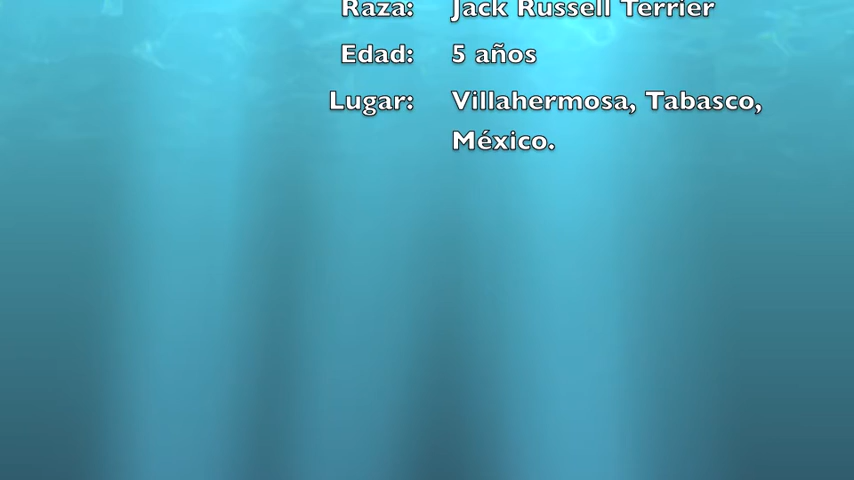 Raza: Jack Russell Terrier
Edad: 5 años
Lugar: Villahermosa, Tabasco,
México.